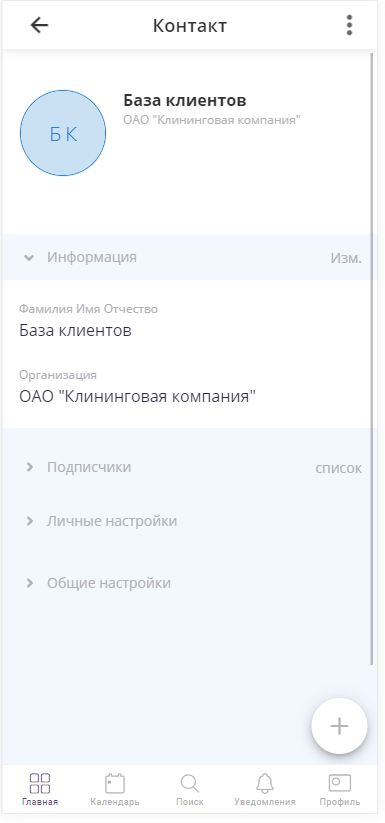 Контакт
БК
База клиентов
ОАО "Клининговая компания"
Информация Изм.
Фамилия Имя Отчество
База клиентов
Организация
ОАО "Клининговая компания"
Подписчики список
Личные настройки
Общие настройки
Главная Календарь Поиск Уведомления Профиль